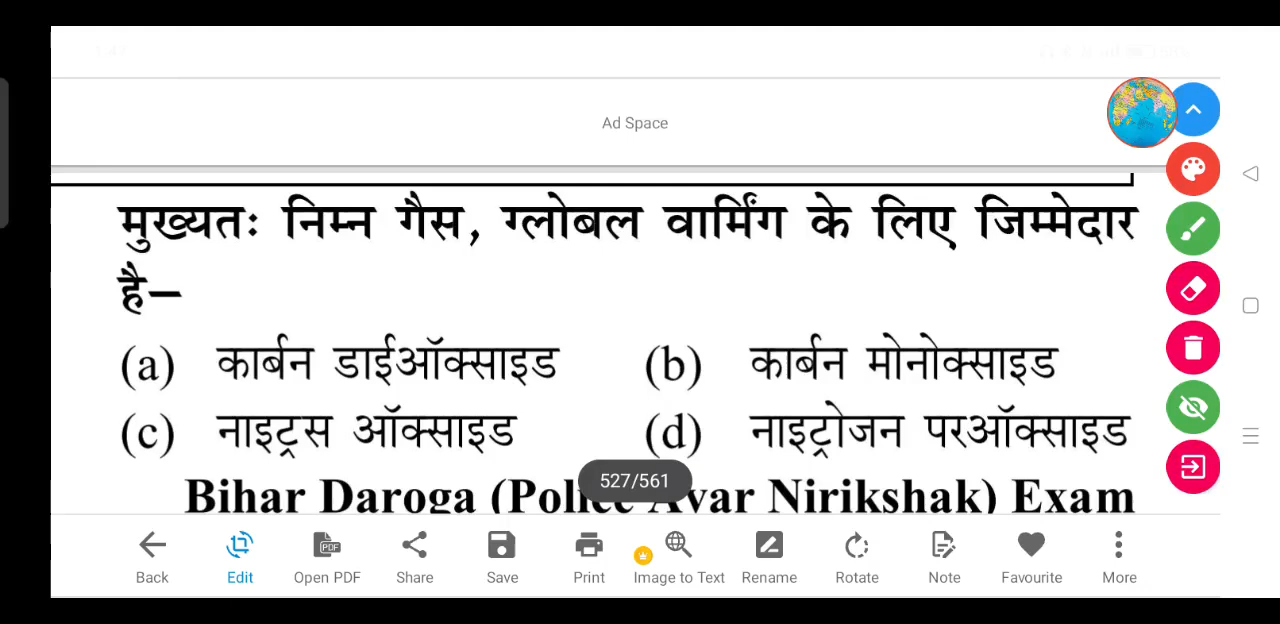 Ad Space
मुख्यतः निम्न गैस, ग्लोबल वार्मिंग के लिए जिम्मेदार
है–
(a) कार्बन डाईऑक्साइड (b) कार्बन मोनोक्साइड
(c) नाइट्रस ऑक्साइड (d) नाइट्रोजन परऑक्साइड
527/561
Bihar Daroga (Police Avar Nirikshak) Exam
Back Edit Open PDF Share Save Print Image to Text Rename Rotate Note Favourite More